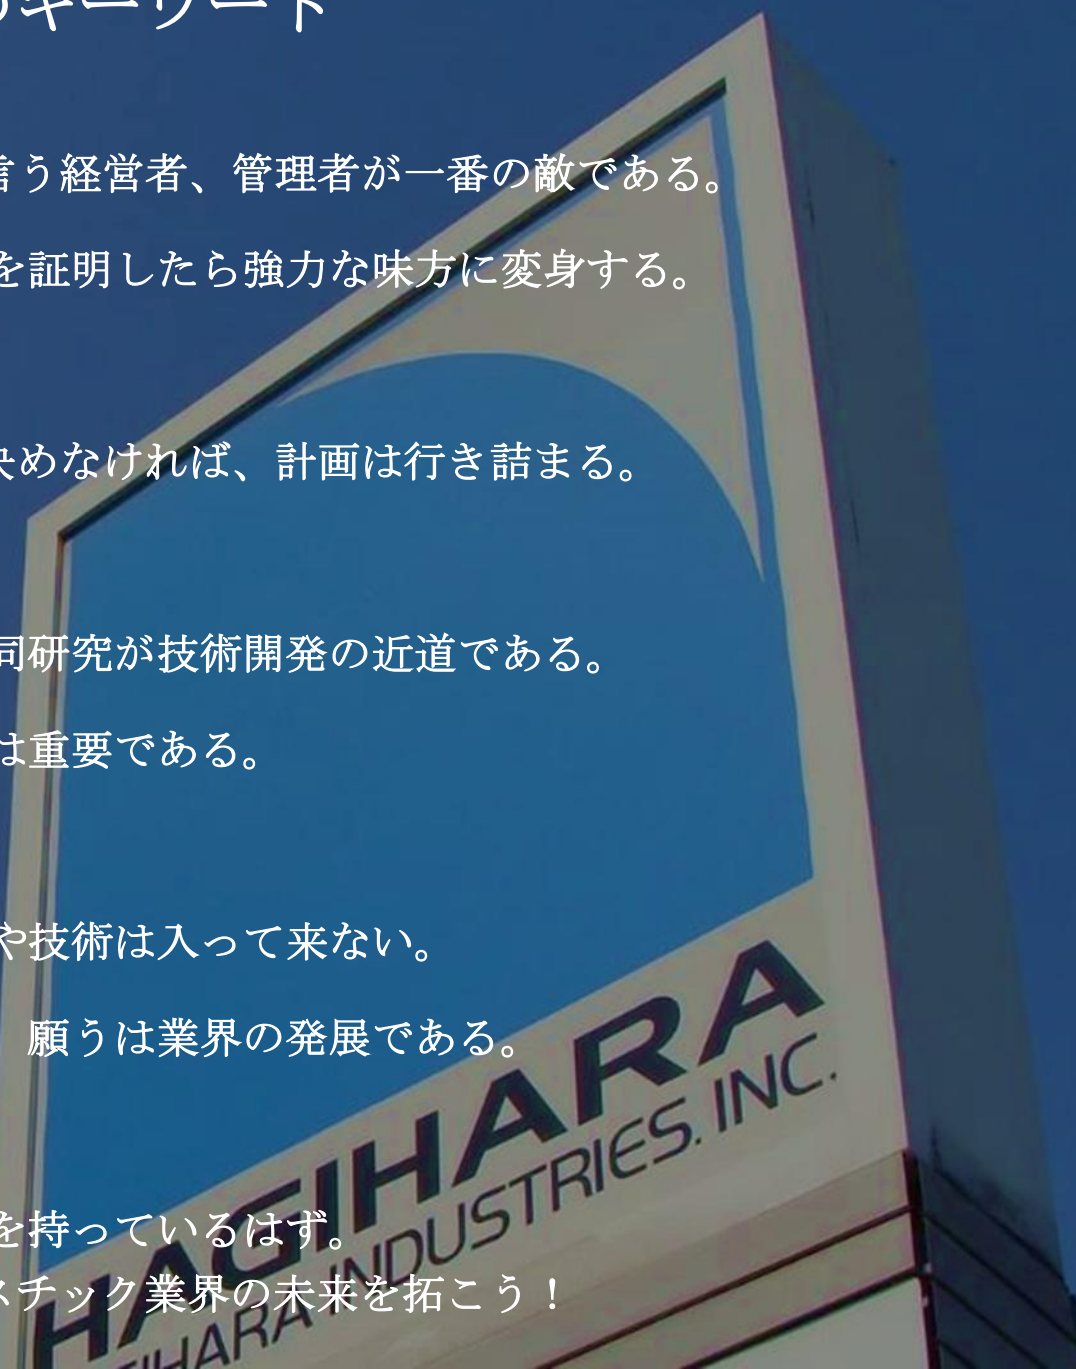 のキーワード
言う経営者、管理者が一番の敵である。
を証明したら強力な味方に変身する。
決めなければ、計画は行き詰まる。
同研究が技術開発の近道である。
は重要である。
や技術は入って来ない。
願うは業界の発展である。
を持っているはず。
スチック業界の未来を拓こう！
HAGIHARA
HAGIHARA INDUSTRIES. INC.